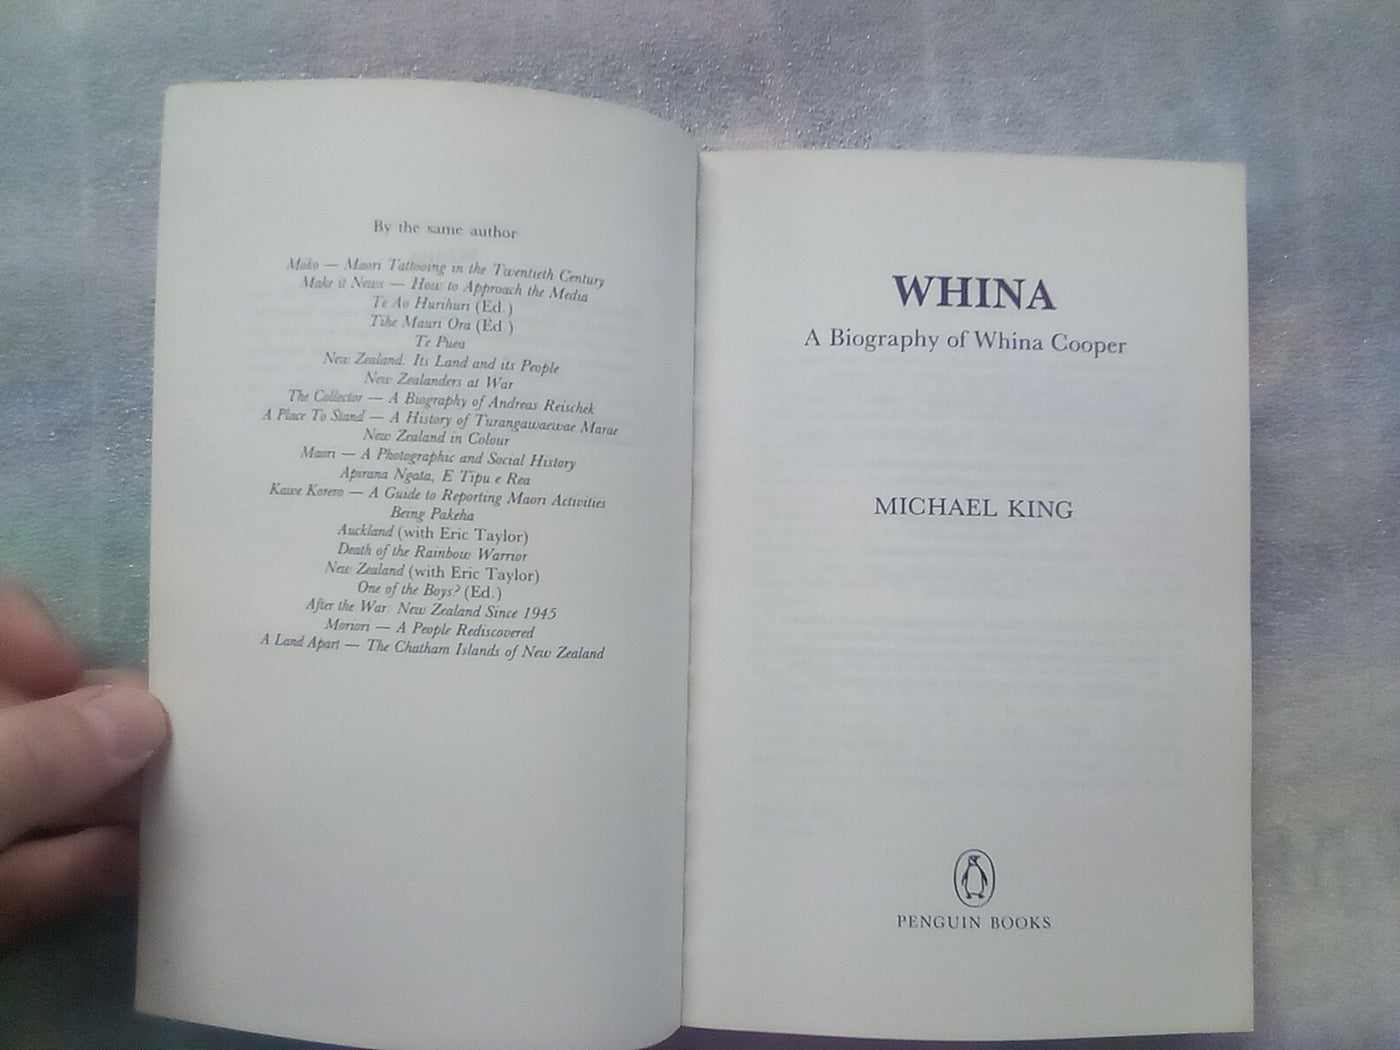 By the same author
Moko — Maori Tattooing in the Twentieth Century
Make it News — How to Approach the Media
Te Ao Hurihuri (Ed.)
Tihe Mauri Ora (Ed.)
Te Puea
New Zealand. Its Land and its People
New Zealanders at War
The Collector — A Biography of Andreas Reischek
A Place To Stand — A History of Turangawaewae Marae
New Zealand in Colour
Maori — A Photographic and Social History
Apirana Ngata, E Tipu e Rea
Kawe Korero — A Guide to Reporting Maori Activities
Being Pakeha
Auckland (with Eric Taylor)
Death of the Rainbow Warrior
New Zealand (with Eric Taylor)
One of the Boys? (Ed.)
After the War: New Zealand Since 1945
Moriori — A People Rediscovered
A Land Apart — The Chatham Islands of New Zealand
WHINA
A Biography of Whina Cooper
MICHAEL KING
PENGUIN BOOKS